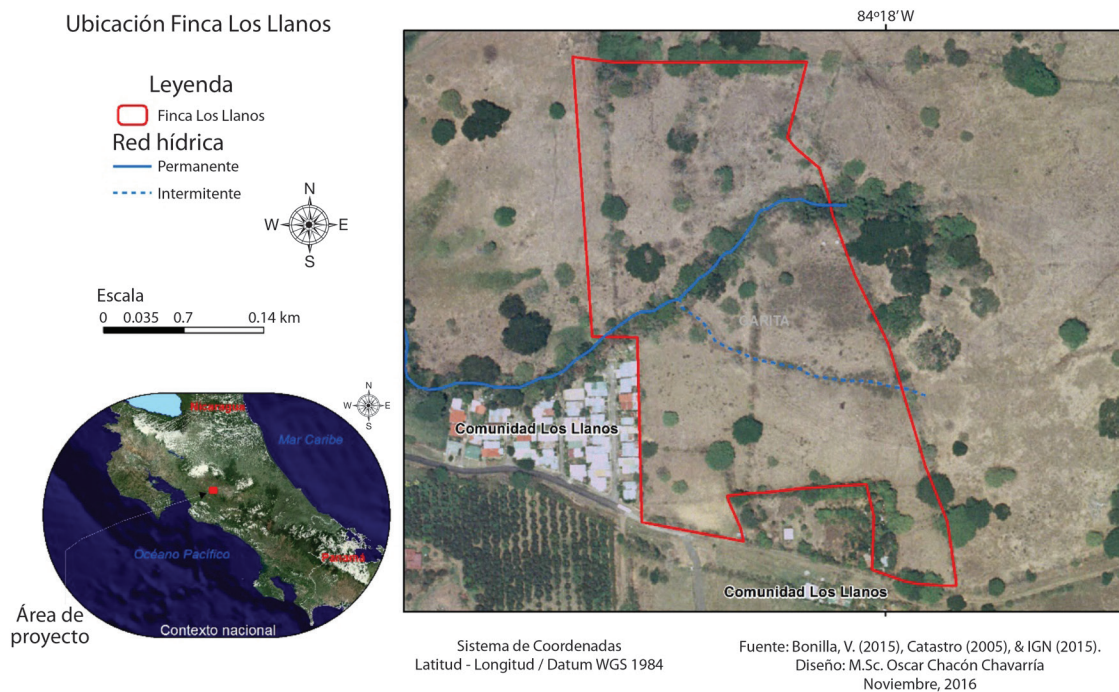 Ubicación Finca Los Llanos
84º18'W
Leyenda
Finca Los Llanos
Red hídrica
Permanente
Intermitente
N
W E
S
Escala
0 0.035 0.7 0.14 km
GARITA
Comunidad Los Llanos
Comunidad Los Llanos
N
W E
S
Nicaragua
Mar Caribe
Océano Pacífico
Panamá
Contexto nacional
Área de
proyecto
Sistema de Coordenadas
Latitud - Longitud / Datum WGS 1984
Fuente: Bonilla, V. (2015), Catastro (2005), & IGN (2015).
Diseño: M.Sc. Oscar Chacón Chavarría
Noviembre, 2016